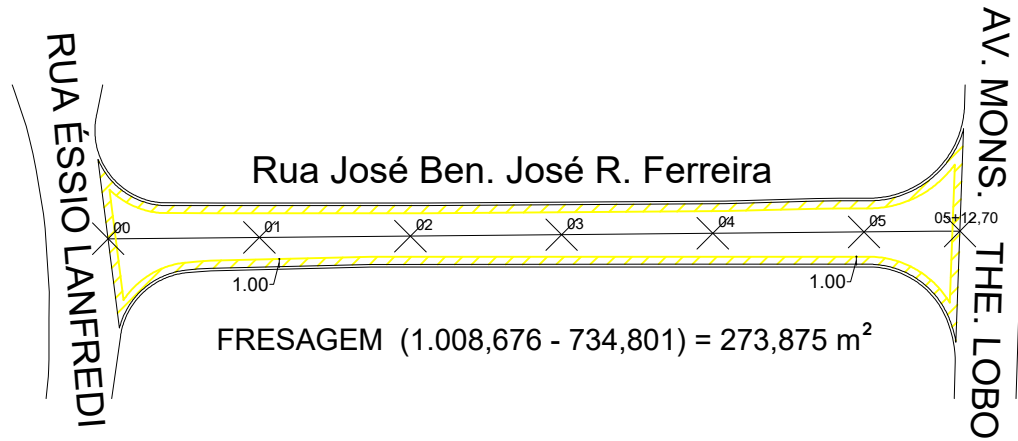 RUA ÉSSIO LANFREDI
Rua José Ben. José R. Ferreira
AV. MONS. THE. LOBO
00
01
02
03
04
05
05+12,70
1.00
1.00
FRESAGEM (1.008,676 - 734,801) = 273,875 m²